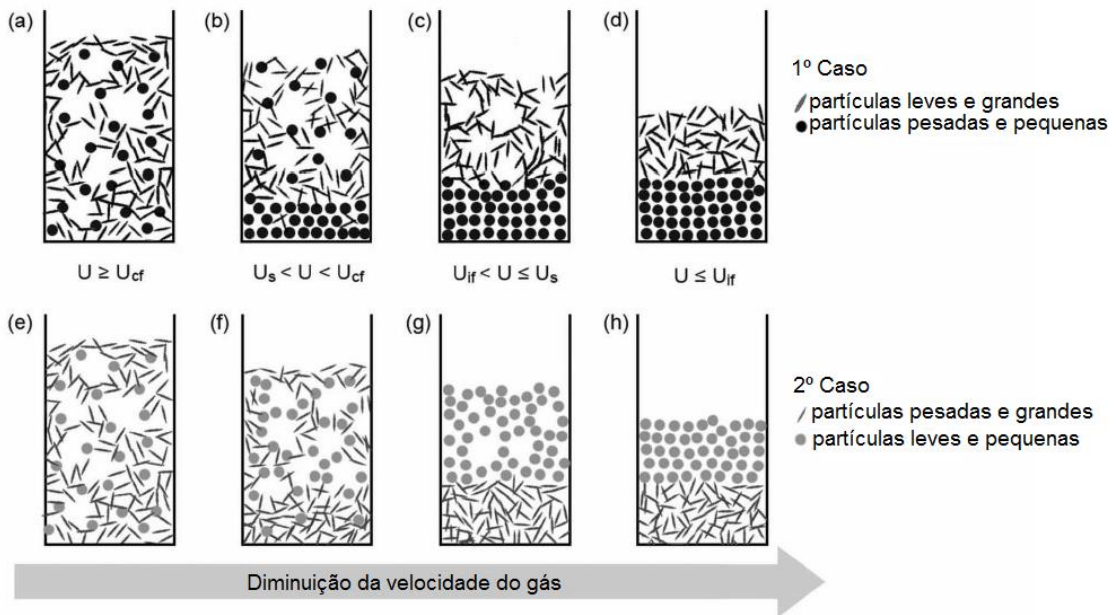 (a) (b) (c) (d)
1º Caso
partículas leves e grandes
partículas pesadas e pequenas
U ≥ Ucf Us < U < Ucf Uif < U ≤ Us U ≤ Uif
(e) (f) (g) (h)
2º Caso
partículas pesadas e grandes
partículas leves e pequenas
Diminuição da velocidade do gás